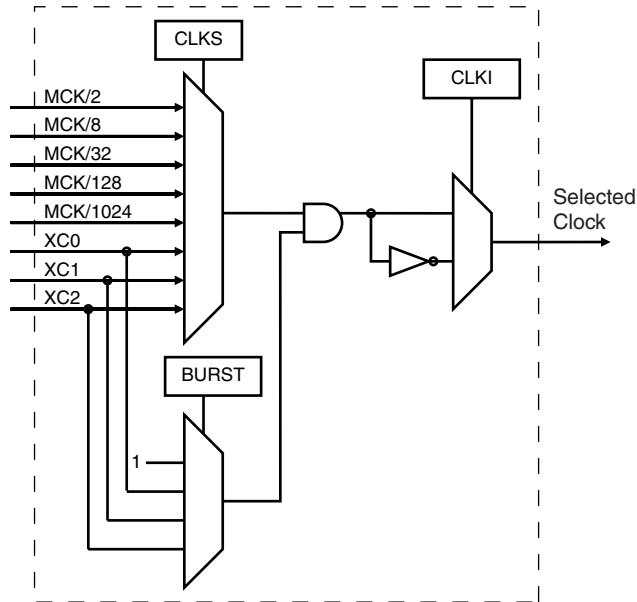 CLKS
CLKI
MCK/2
MCK/8
MCK/32
MCK/128
MCK/1024
XC0
XC1
XC2
Selected
Clock
BURST
1